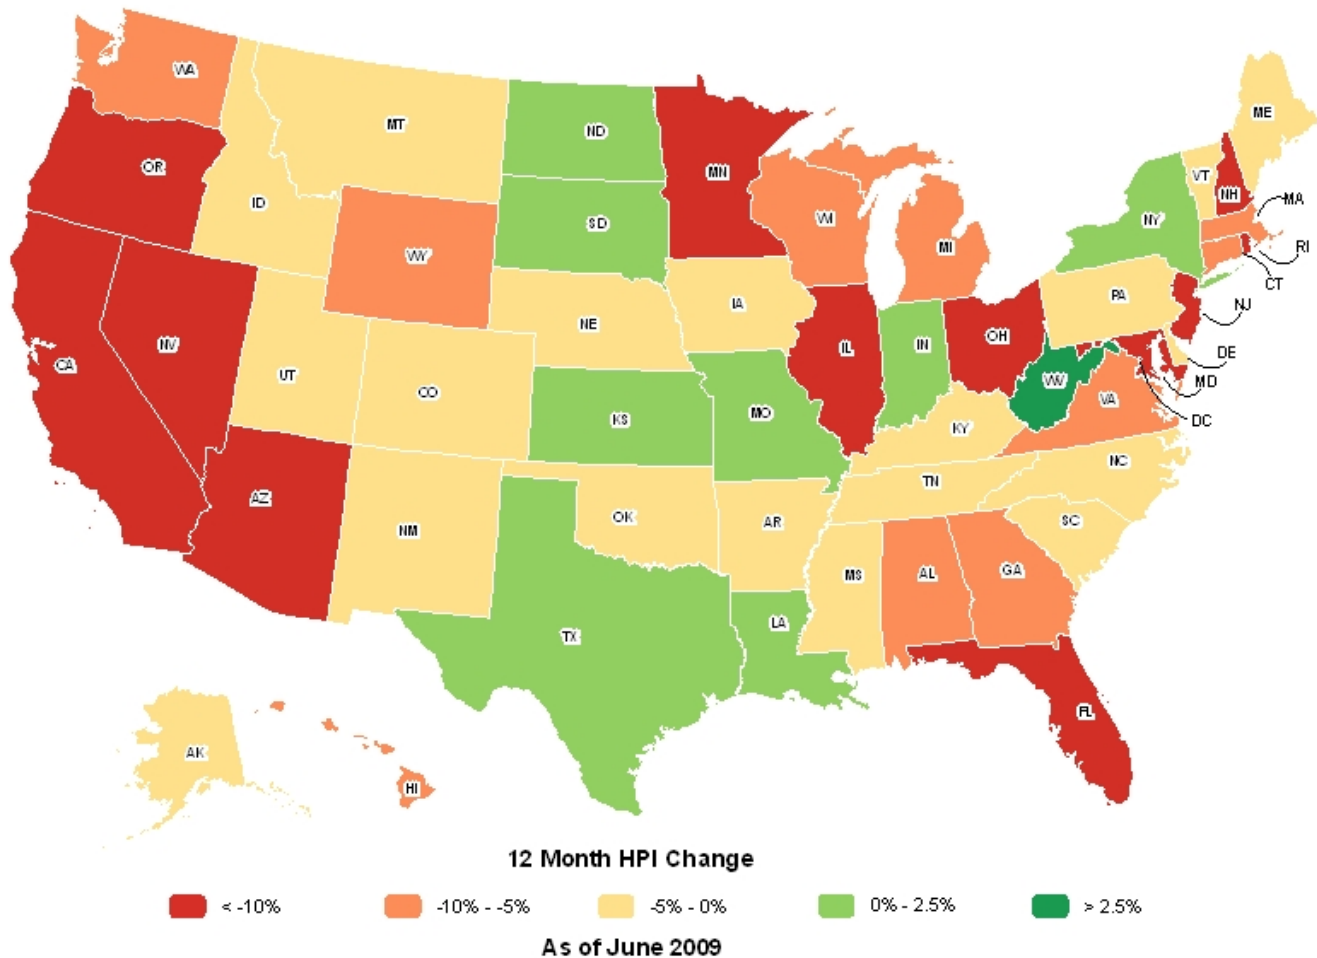 WA
ME
MT
ND
OR
MN
VT
NH
MA
ID
WI
NY
SD
MI
RI
WY
CT
PA
IA
NJ
NE
OH
NV
IL
IN
DE
CA
UT
WV
MD
CO
VA
KS
MO
DC
KY
NC
TN
AZ
OK
AR
SC
NM
MS
AL
GA
LA
TX
FL
AK
HI
12 Month HPI Change
< -10%
-10% - -5%
-5% - 0%
0% - 2.5%
> 2.5%
As of June 2009